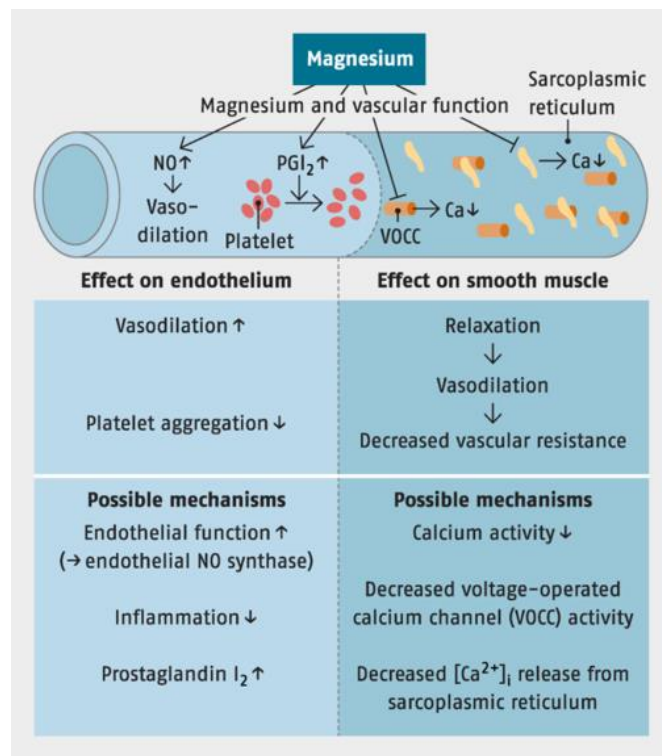 Magnesium
Magnesium and vascular function
Sarcoplasmic
reticulum
NO↑
Vaso-
dilation
PGI₂↑
Platelet
VOCC
Ca↓
Ca↓
Effect on endothelium
Vasodilation ↑
Platelet aggregation ↓
Effect on smooth muscle
Relaxation
↓
Vasodilation
↓
Decreased vascular resistance
Possible mechanisms
Endothelial function ↑
(→ endothelial NO synthase)
Inflammation ↓
Prostaglandin I₂ ↑
Possible mechanisms
Calcium activity ↓
Decreased voltage-operated
calcium channel (VOCC) activity
Decreased [Ca²⁺]ᵢ release from
sarcoplasmic reticulum